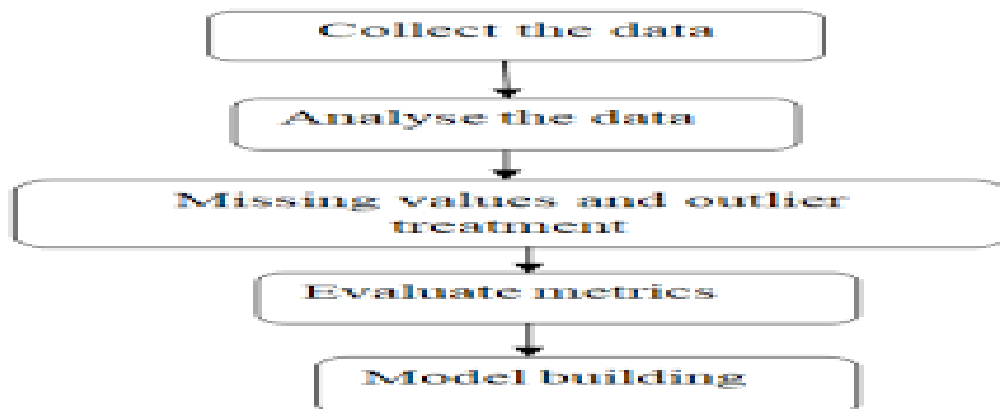 Collect the data
Analyse the data
Missing values and outlier
treatment
Evaluate metrics
Model building